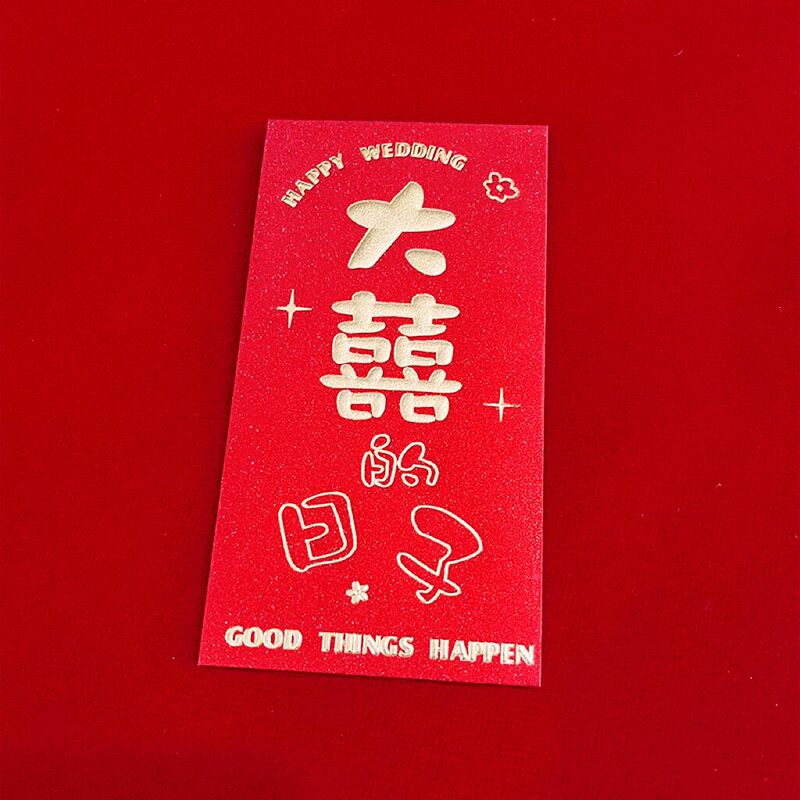 HAPPY WEDDING
大
囍
的
日子
GOOD THINGS HAPPEN